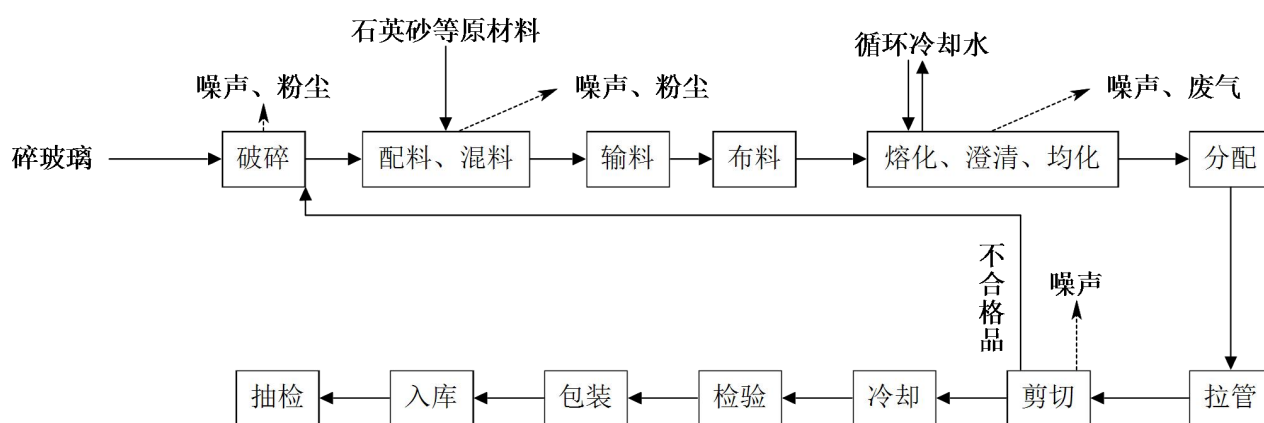 石英砂等原材料
循环冷却水
噪声、粉尘
噪声、粉尘
噪声、废气
碎玻璃
破碎
配料、混料
输料
布料
熔化、澄清、均化
分配
不合格品
噪声
抽检
入库
包装
检验
冷却
剪切
拉管